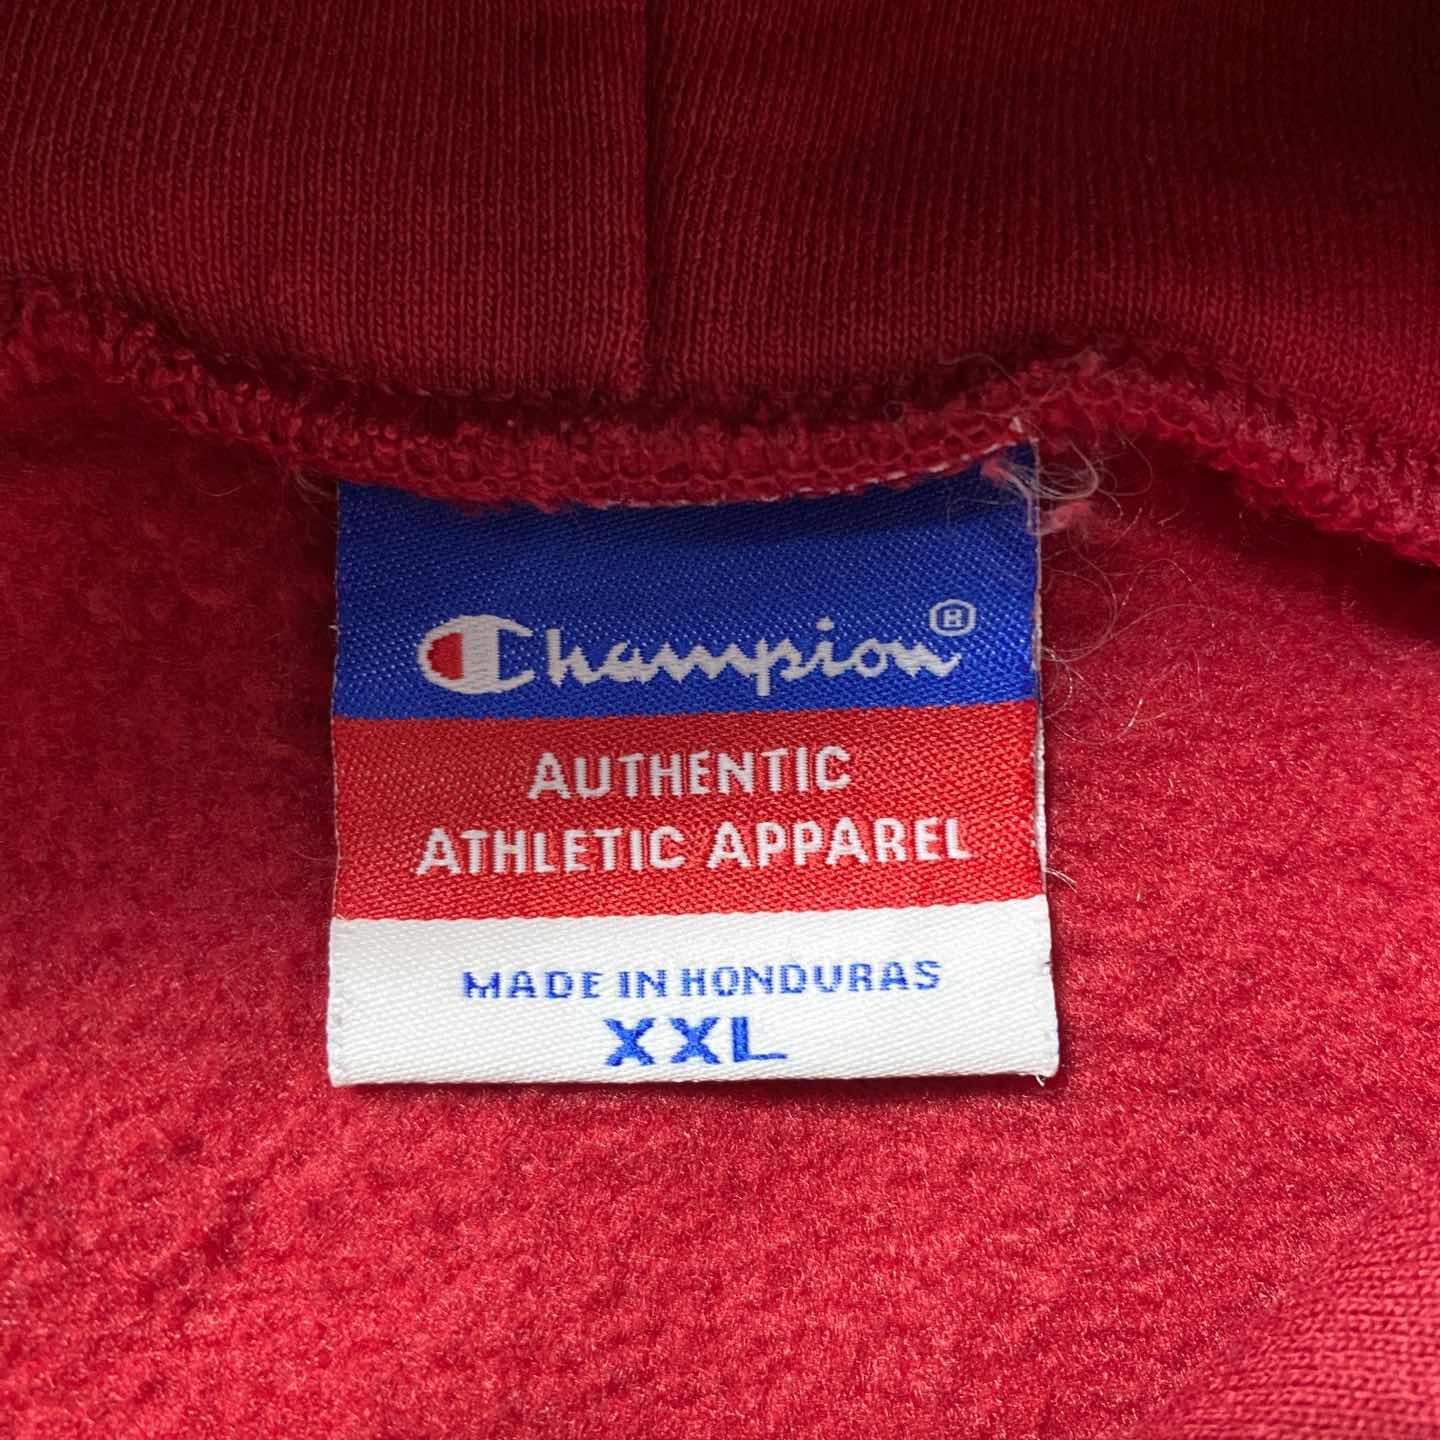 Champion®
AUTHENTIC
ATHLETIC APPAREL
MADE IN HONDURAS
XXL